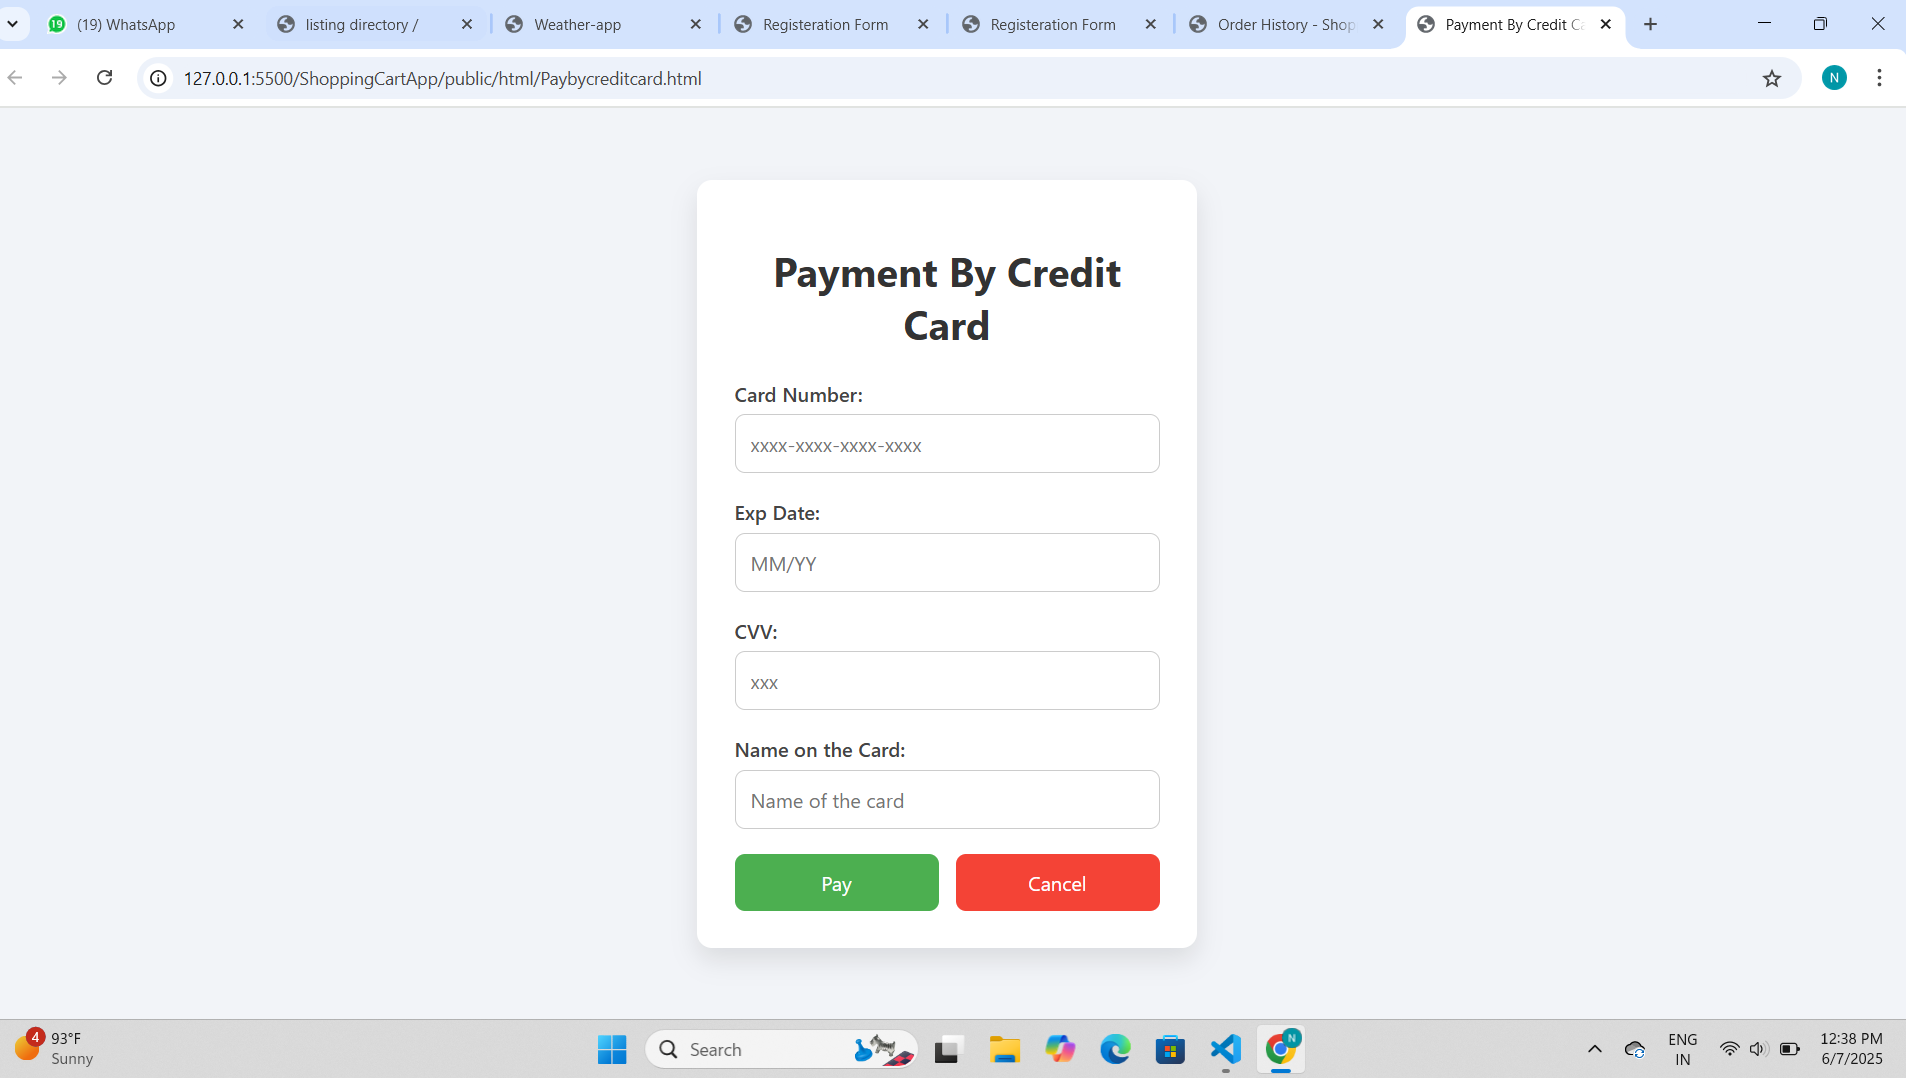 (19) WhatsApp
listing directory /
Weather-app
Registeration Form
Registeration Form
Order History - Shop
Payment By Credit Ca
127.0.0.1:5500/ShoppingCartApp/public/html/Paybycreditcard.html
N
Payment By Credit
Card
Card Number:
xxxx-xxxx-xxxx-xxxx
Exp Date:
MM/YY
CVV:
xxx
Name on the Card:
Name of the card
Pay
Cancel
4
93°F
Sunny
Search
N
ENG
IN
12:38 PM
6/7/2025